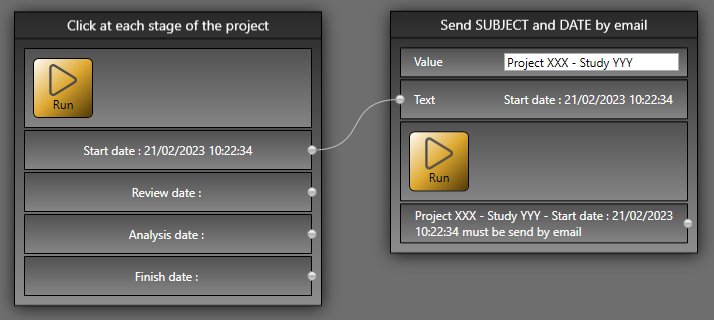 Click at each stage of the project
Run
Start date : 21/02/2023 10:22:34
Review date :
Analysis date :
Finish date :
Send SUBJECT and DATE by email
Value Project XXX - Study YYY
Text Start date : 21/02/2023 10:22:34
Run
Project XXX - Study YYY - Start date : 21/02/2023
10:22:34 must be send by email